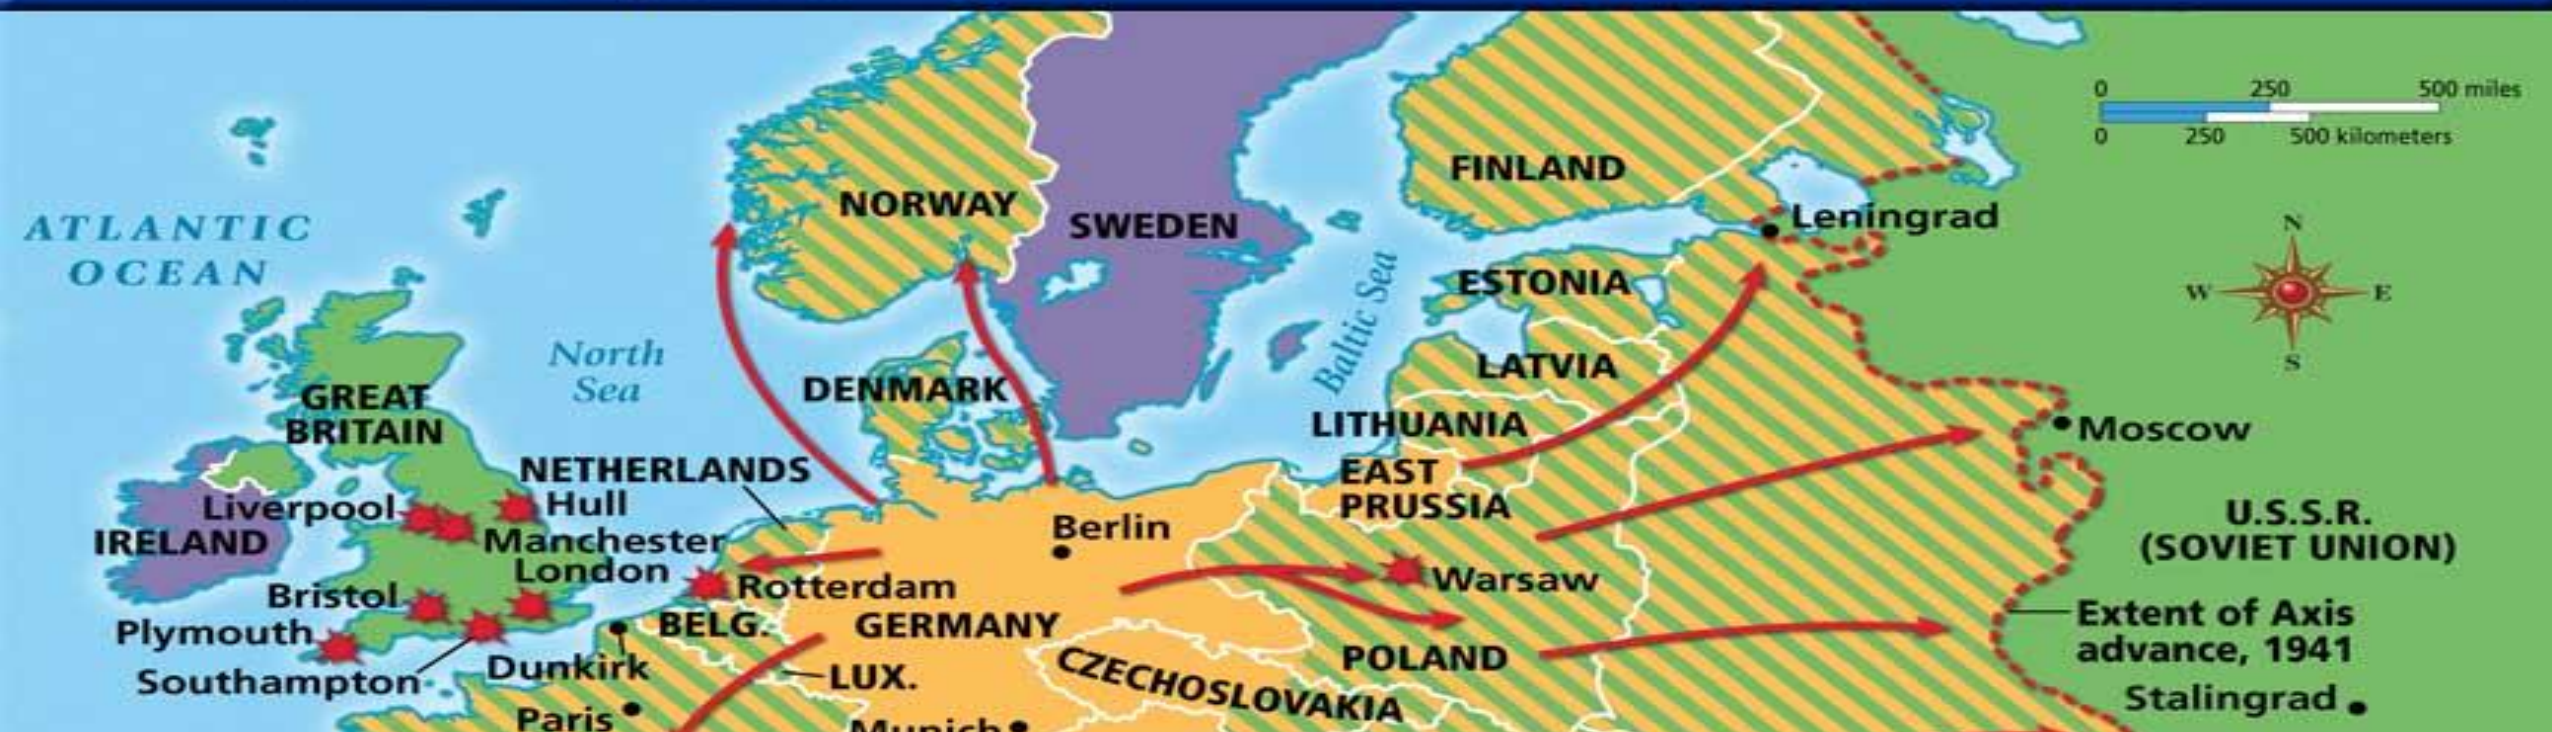 0 250 500 miles
0 250 500 kilometers
FINLAND
NORWAY
SWEDEN
Leningrad
ATLANTIC
OCEAN
N
W E
S
ESTONIA
Baltic Sea
North
Sea
LATVIA
DENMARK
GREAT
BRITAIN
LITHUANIA
Moscow
NETHERLANDS
EAST
PRUSSIA
Liverpool
Hull
IRELAND
Manchester
Berlin
U.S.S.R.
(SOVIET UNION)
London
Rotterdam
Warsaw
Bristol
Plymouth
BELG.
GERMANY
Extent of Axis
advance, 1941
Southampton
Dunkirk
LUX.
CZECHOSLOVAKIA
POLAND
Stalingrad
Paris
Munich